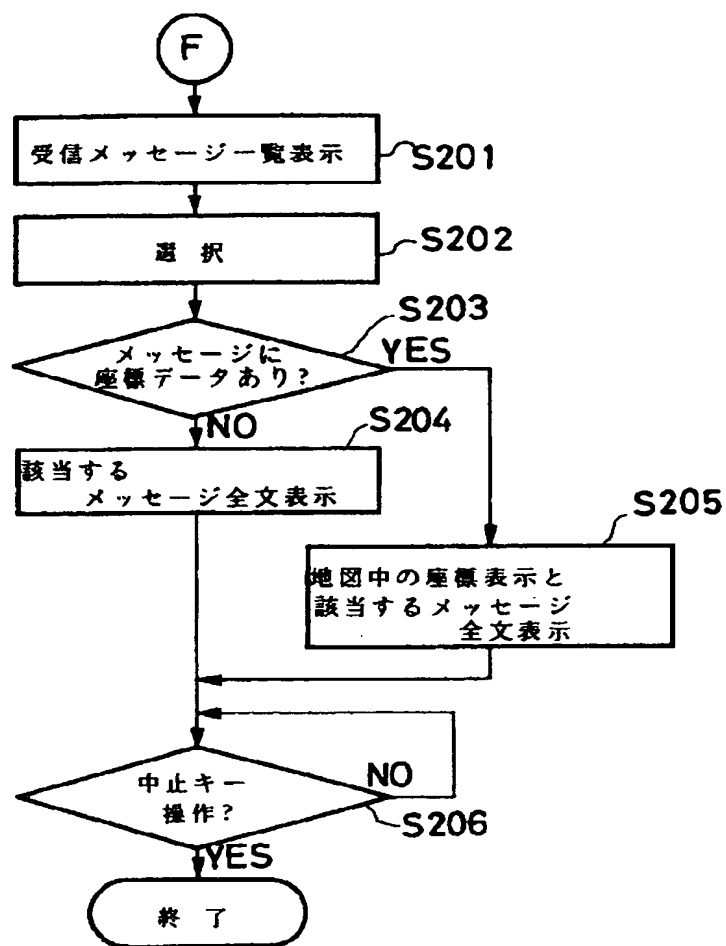 F
受信メッセージ一覧表示
S201
選択
S202
S203
メッセージに
座標データあり?
YES
NO
S204
該当する
メッセージ全文表示
S205
地図中の座標表示と
該当するメッセージ
全文表示
中止キー
操作?
NO
S206
YES
終了